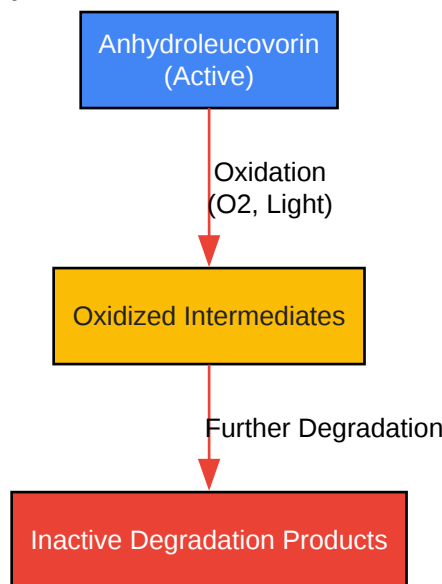 Anhydroleucovorin
(Active)
Oxidation
(O2, Light)
Oxidized Intermediates
Further Degradation
Inactive Degradation Products